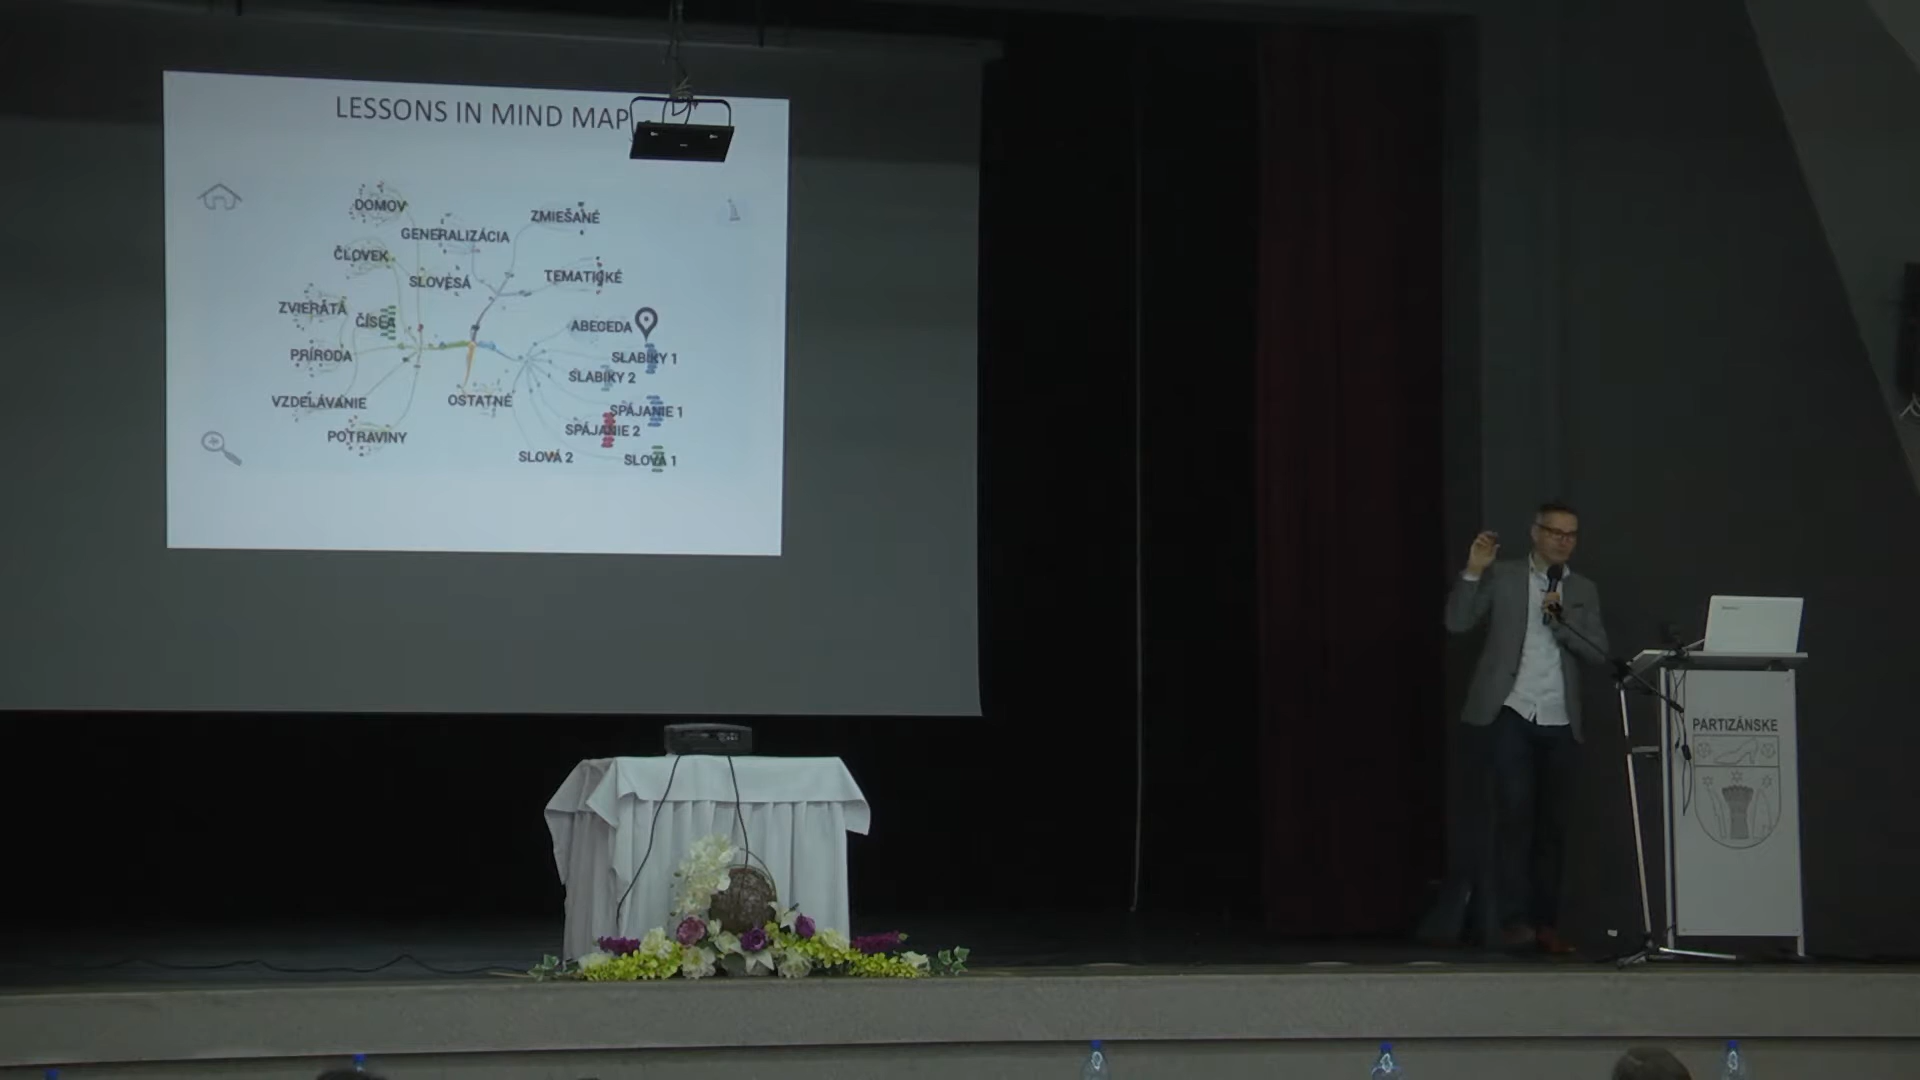 LESSONS IN MIND MAP
DOMOV
ZMIEŠANÉ
GENERALIZÁCIA
ČLOVEK
SLOVESÁ
TEMATICKÉ
ZVIERATÁ
ČÍSLA
ABECEDA
PRÍRODA
SLABIKY 1
SLABIKY 2
VZDELÁVANIE
OSTATNÉ
SPÁJANIE 1
SPÁJANIE 2
POTRAVINY
SLOVÁ 2
SLOVÁ 1
PARTIZÁNSKE